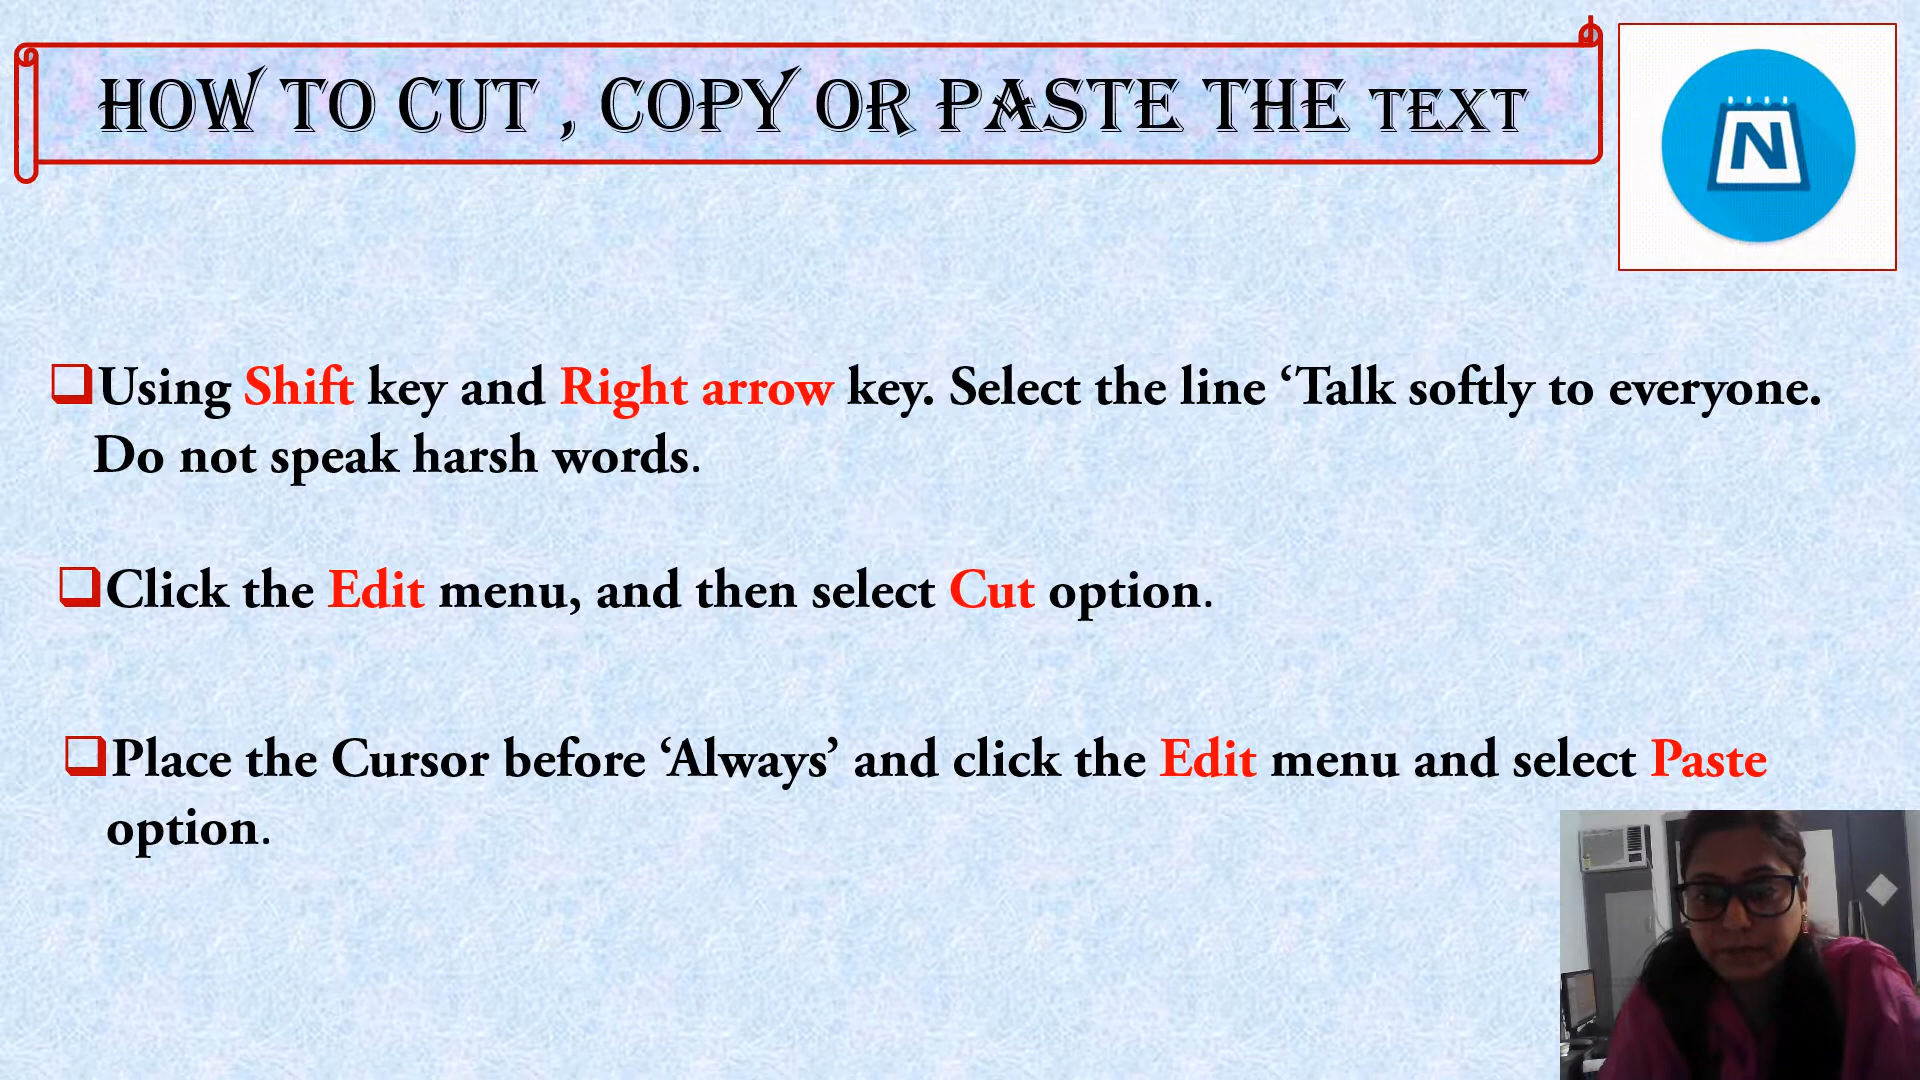 HOW TO CUT , COPY OR PASTE THE TEXT
N
Using Shift key and Right arrow key. Select the line ‘Talk softly to everyone.
Do not speak harsh words.
Click the Edit menu, and then select Cut option.
Place the Cursor before ‘Always’ and click the Edit menu and select Paste
option.